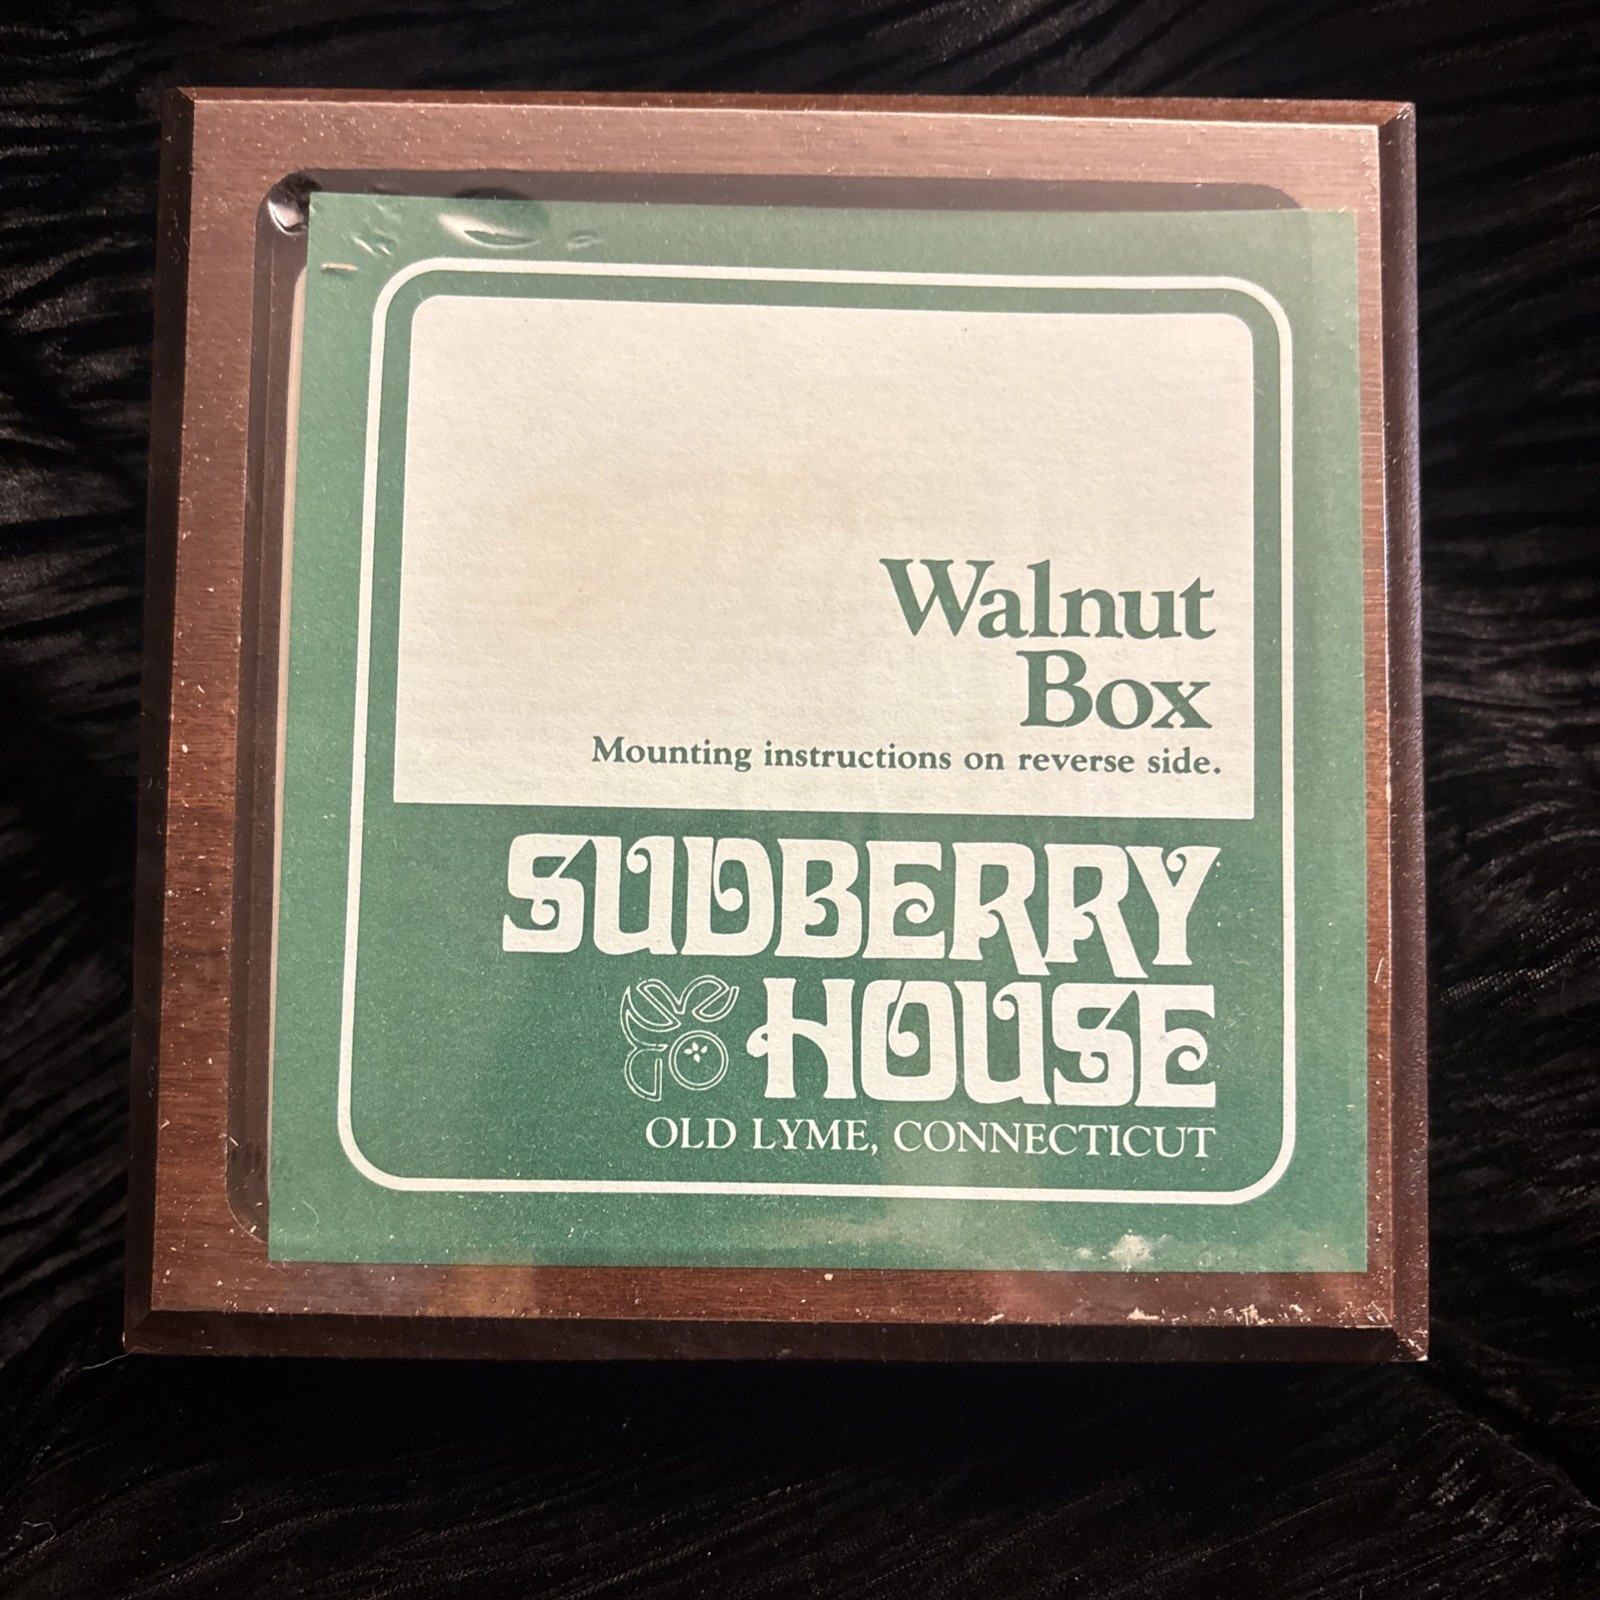 Walnut
Box
Mounting instructions on reverse side.
SUDBERRY
HOUSE
OLD LYME, CONNECTICUT